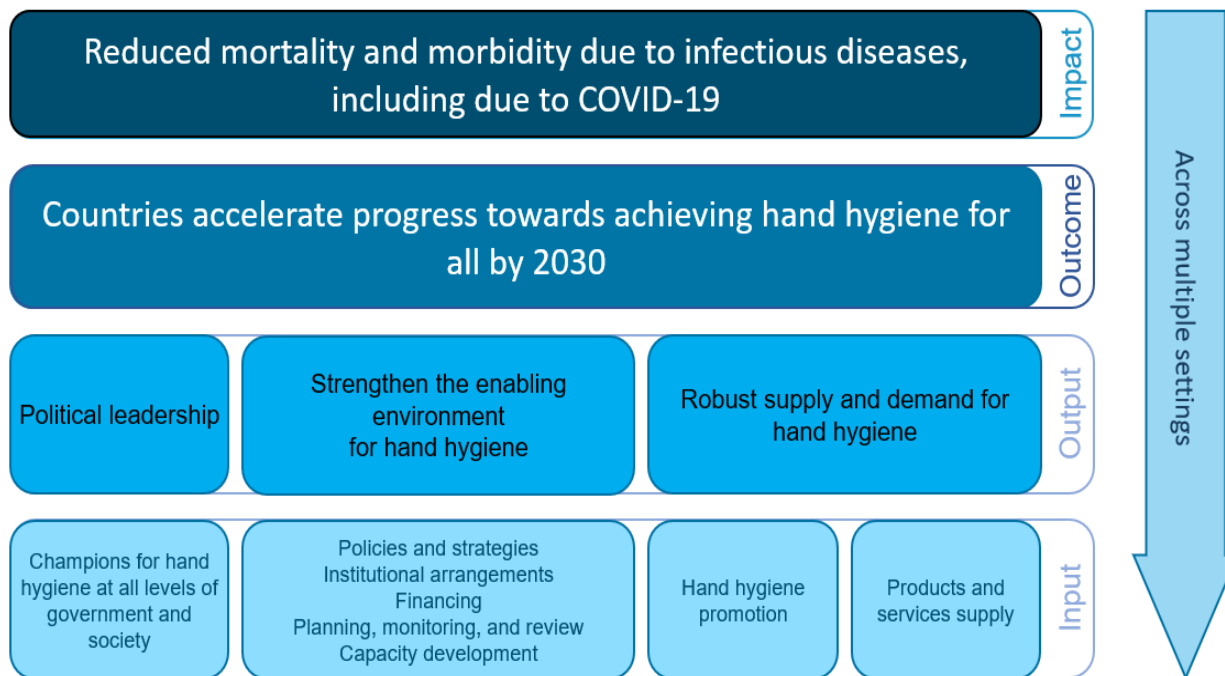 Reduced mortality and morbidity due to infectious diseases,
including due to COVID-19
Impact
Countries accelerate progress towards achieving hand hygiene for
all by 2030
Outcome
Political leadership
Strengthen the enabling
environment
for hand hygiene
Robust supply and demand for
hand hygiene
Output
Champions for hand
hygiene at all levels of
government and
society
Policies and strategies
Institutional arrangements
Financing
Planning, monitoring, and review
Capacity development
Hand hygiene
promotion
Products and
services supply
Input
Across multiple settings